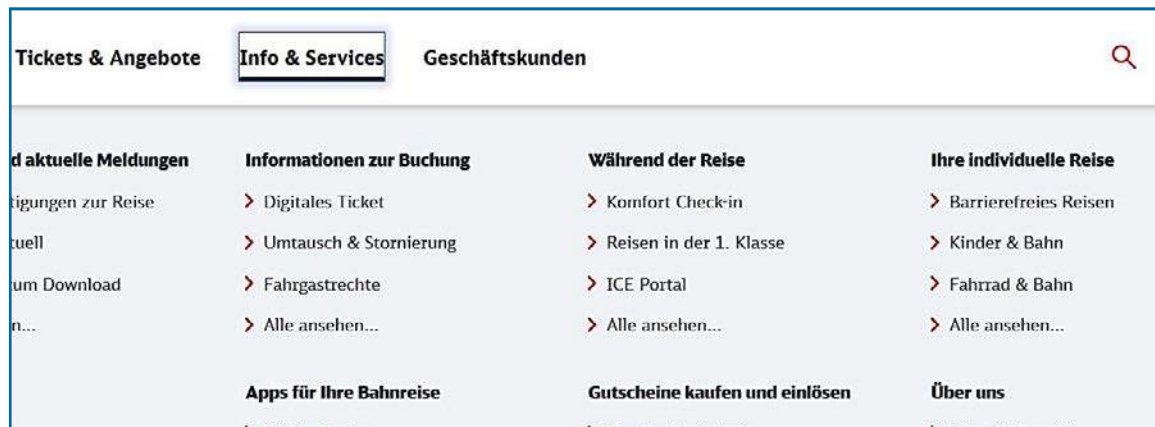 Tickets & Angebote Info & Services Geschäftskunden
d aktuelle Meldungen
tigungen zur Reise
tuell
um Download
n...
Informationen zur Buchung
Digitales Ticket
Umtausch & Stornierung
Fahrgastrechte
Alle ansehen...
Während der Reise
Komfort Check-in
Reisen in der 1. Klasse
ICE Portal
Alle ansehen...
Ihre individuelle Reise
Barrierefreies Reisen
Kinder & Bahn
Fahrrad & Bahn
Alle ansehen...
Apps für Ihre Bahnreise
Gutscheine kaufen und einlösen
Über uns